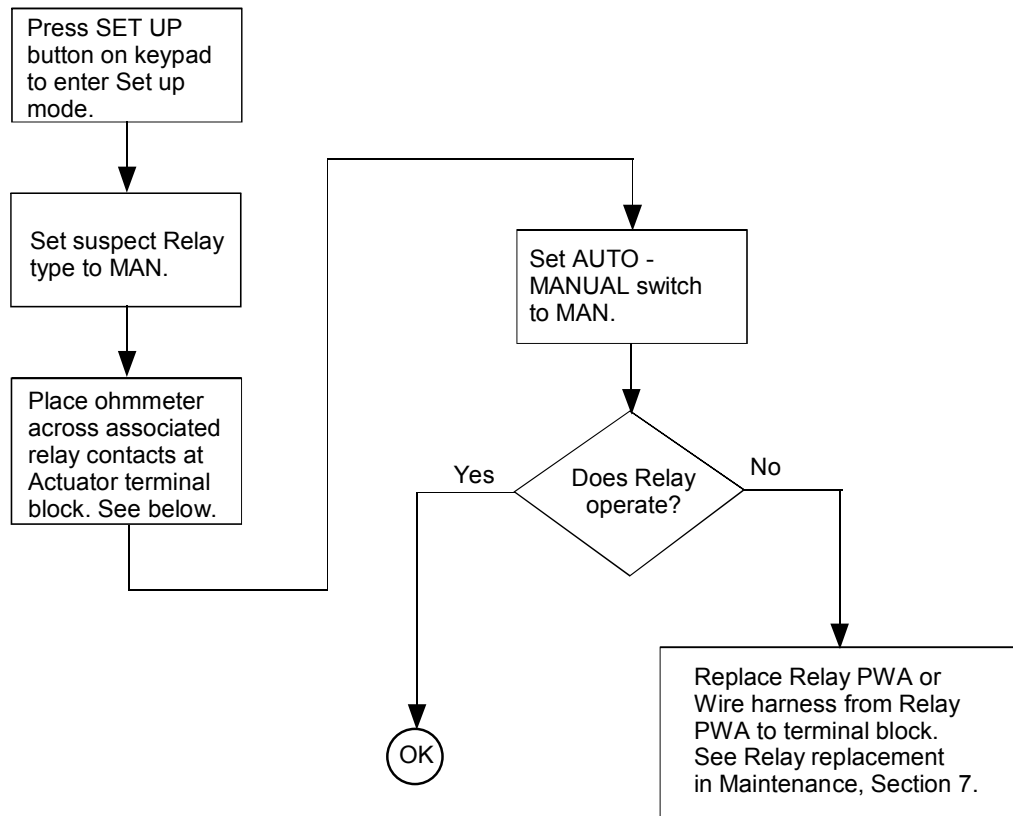 Press SET UP
button on keypad
to enter Set up
mode.
Set suspect Relay
type to MAN.
Place ohmmeter
across associated
relay contacts at
Actuator terminal
block. See below.
Set AUTO -
MANUAL switch
to MAN.
Does Relay
operate?
Yes
No
OK
Replace Relay PWA or
Wire harness from Relay
PWA to terminal block.
See Relay replacement
in Maintenance, Section 7.